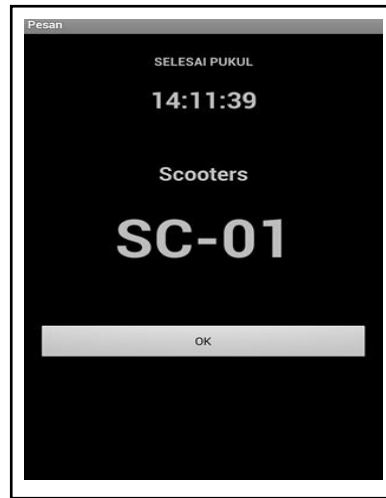 Pesan
SELESAI PUKUL
14:11:39
Scooters
SC-01
OK